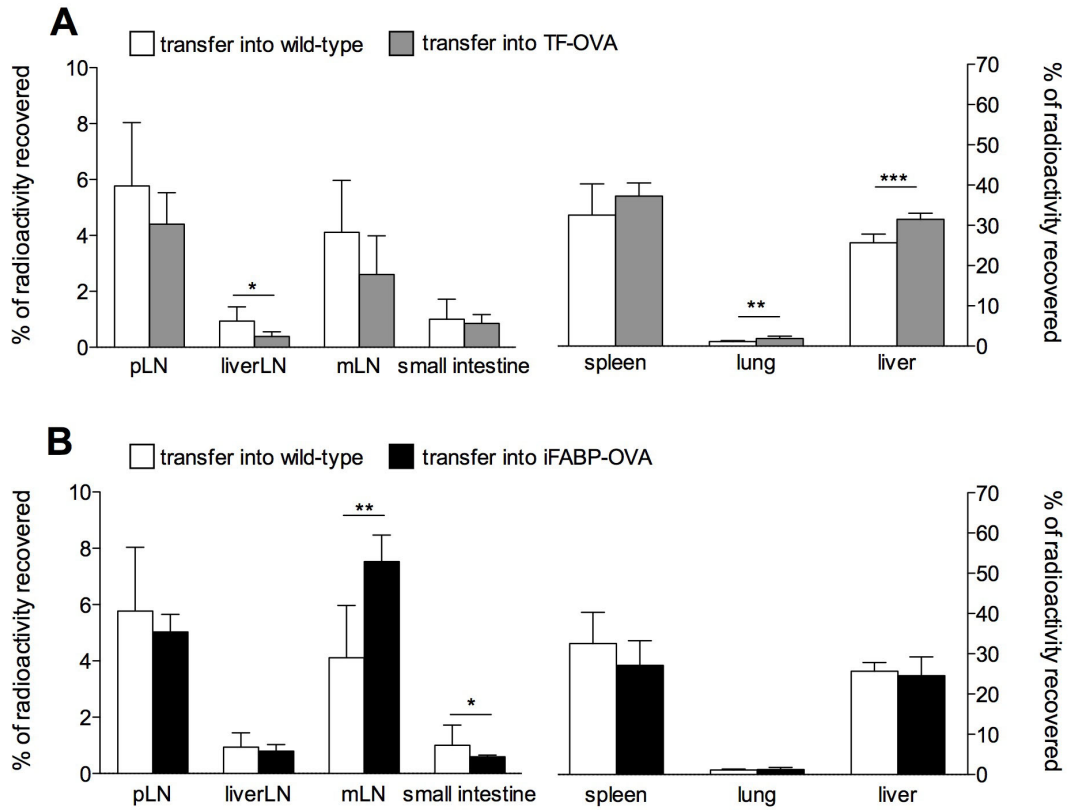 A
transfer into wild-type transfer into TF-OVA
% of radioactivity recovered
10
8
6
4
2
0
*
pLN liverLN mLN small intestine
** ***
spleen lung liver
70
60
50
40
30
20
10
0
% of radioactivity recovered
B
transfer into wild-type transfer into iFABP-OVA
% of radioactivity recovered
10
8
6
4
2
0
**
*
pLN liverLN mLN small intestine
spleen lung liver
70
60
50
40
30
20
10
0
% of radioactivity recovered